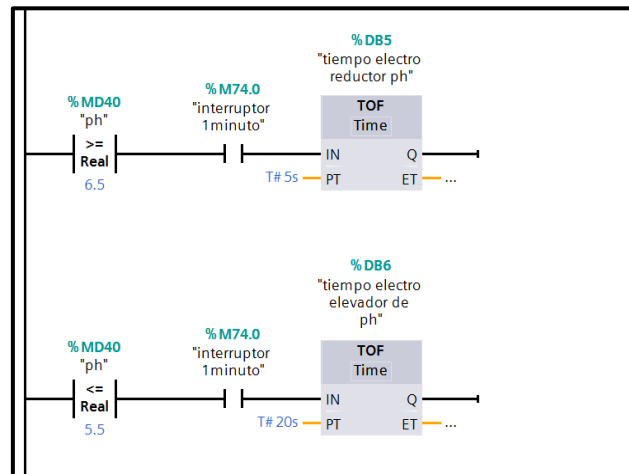 %DB5
"tiempo electro
reductor ph"
%MD40
"ph"
%M74.0
"interruptor
1minuto"
TOF
Time
>=
Real
6.5
IN
Q
T# 5s
PT
ET
...
%DB6
"tiempo electro
elevador de
ph"
%MD40
"ph"
%M74.0
"interruptor
1minuto"
TOF
Time
<=
Real
5.5
IN
Q
T# 20s
PT
ET
...